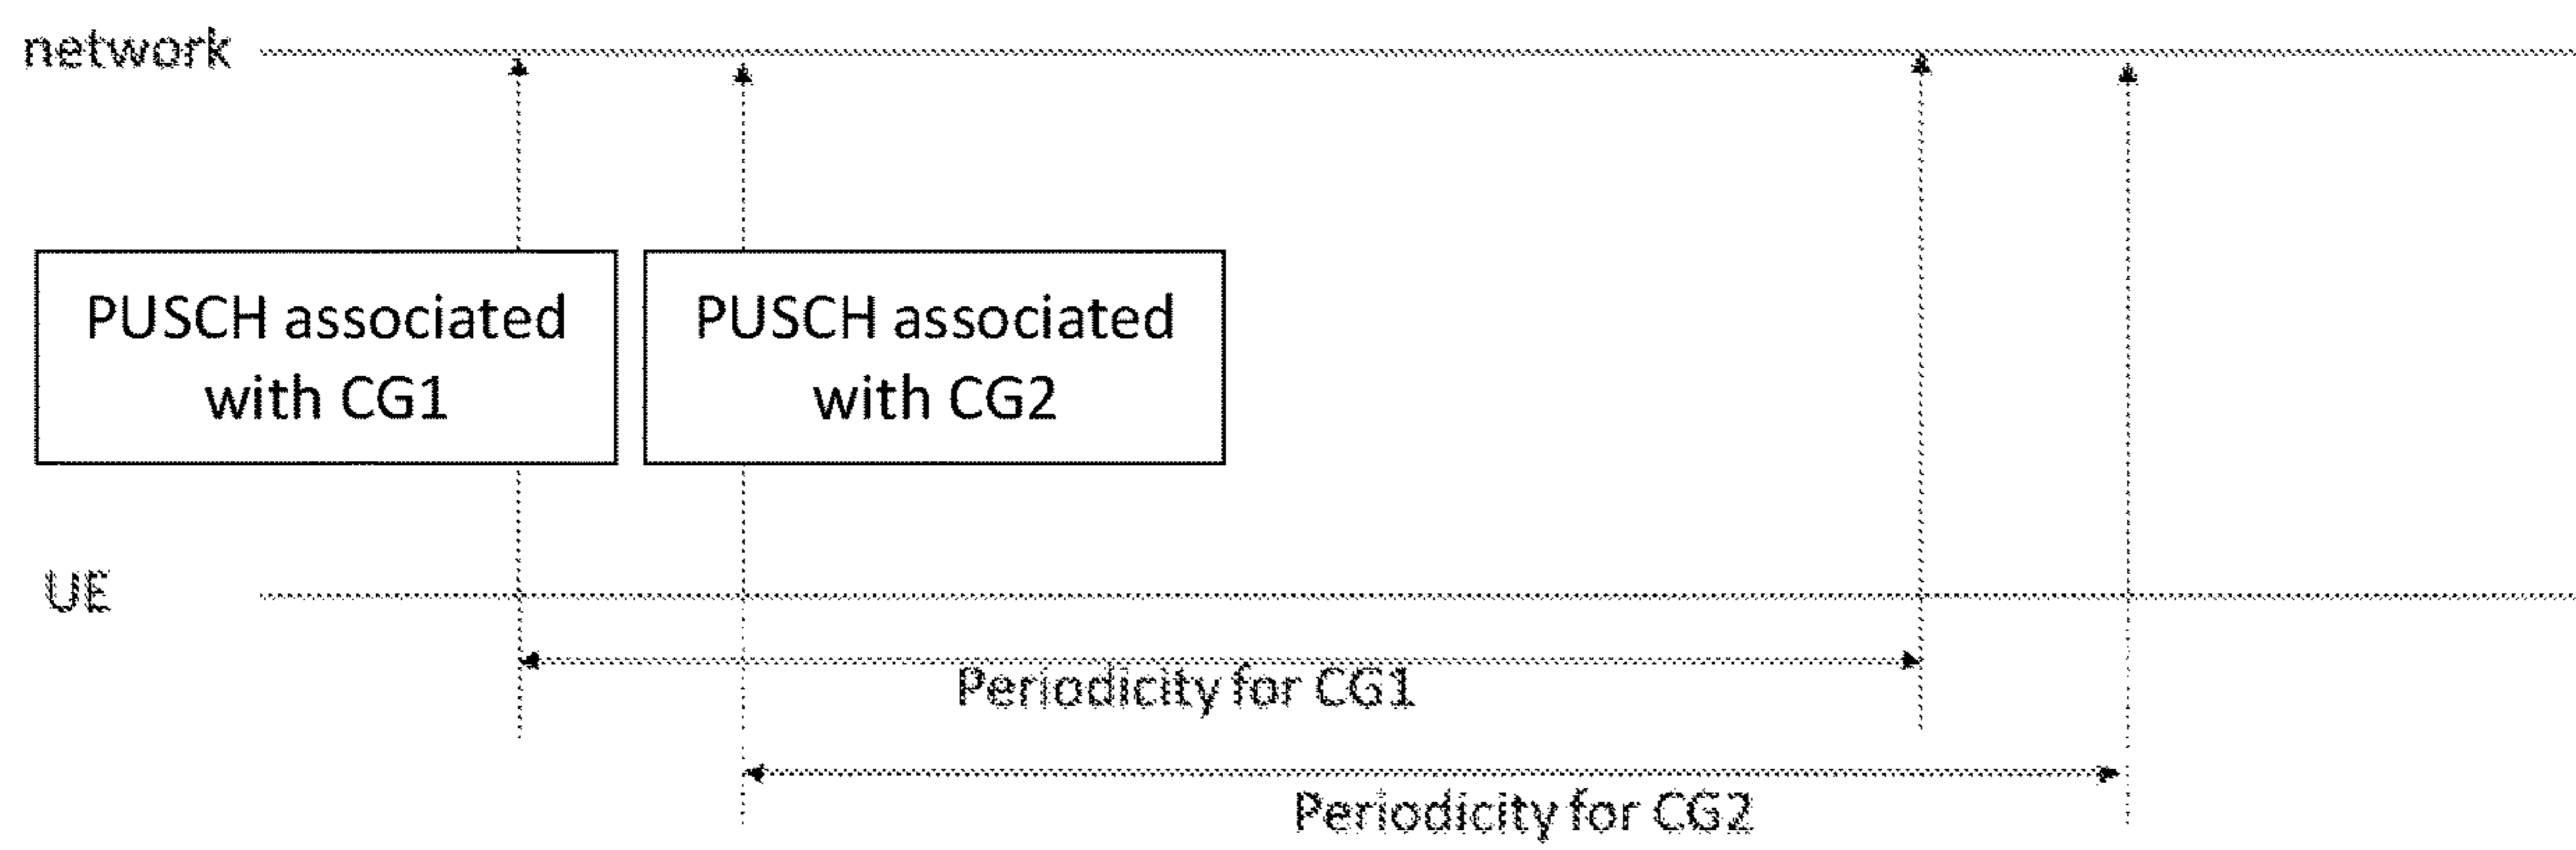 network
PUSCH associated
with CG1
PUSCH associated
with CG2
UE
Periodicity for CG1
Periodicity for CG2